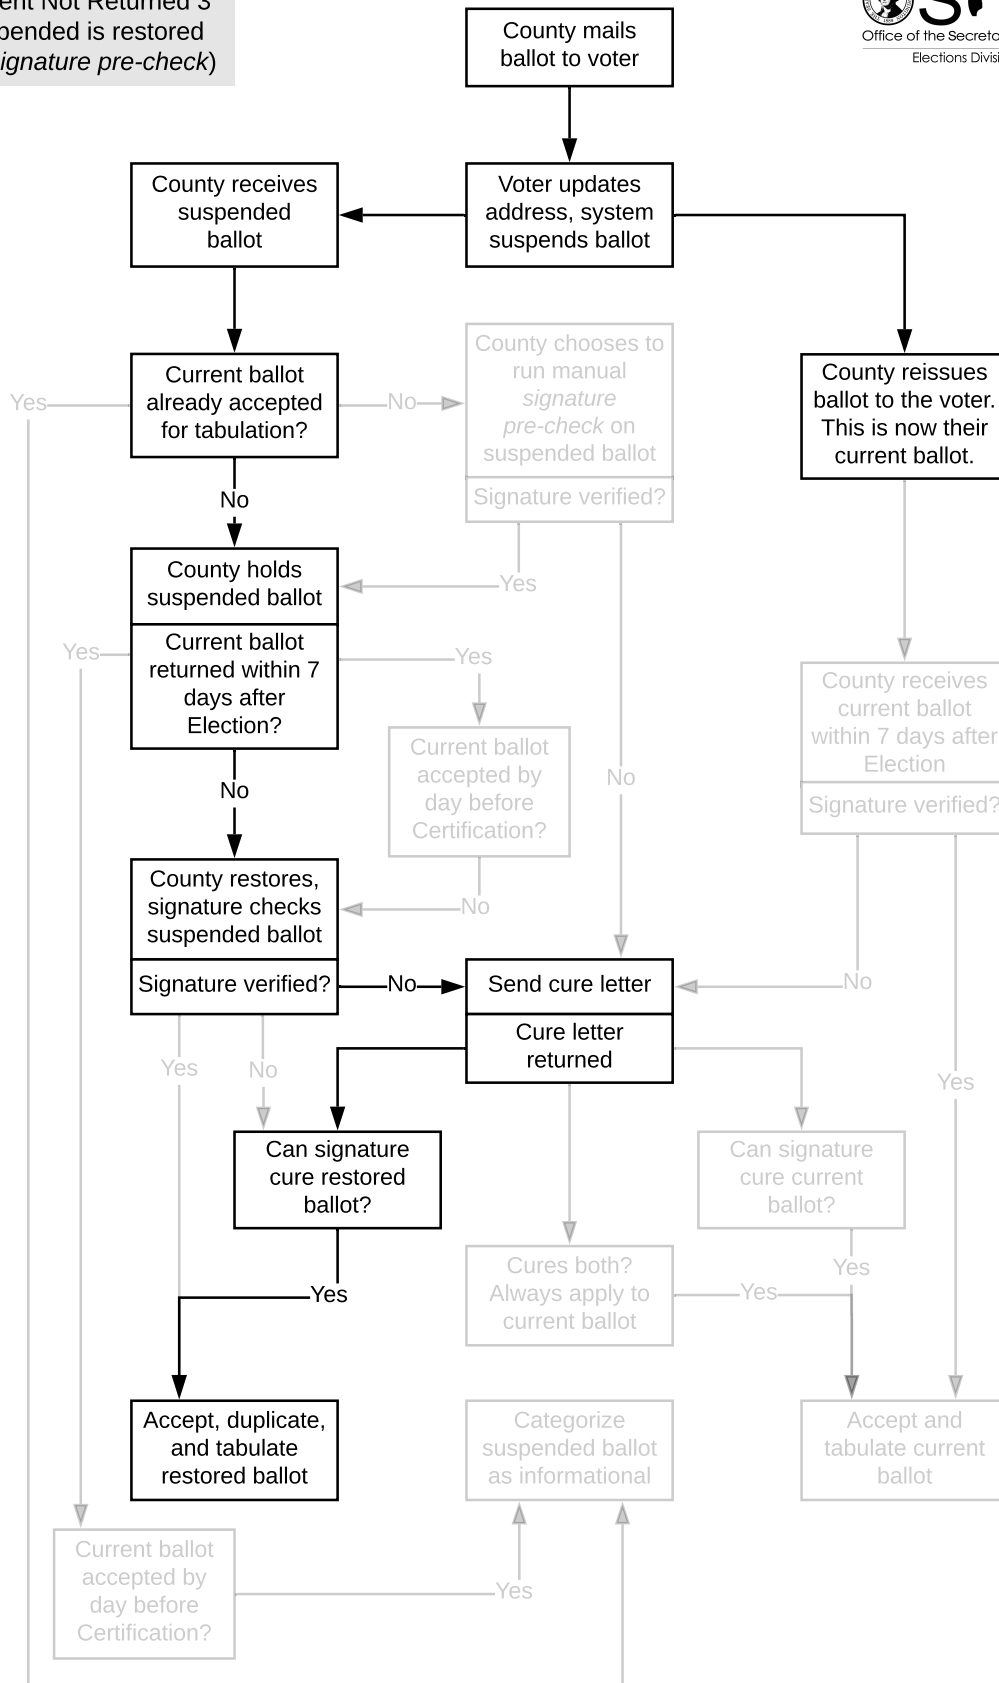 Not Returned 3
is restored
signature pre-check)
Office of the
Elections
County mails
ballot to voter
County receives
suspended
ballot
Voter updates
address, system
suspends ballot
Current ballot
already accepted
for tabulation?
Yes
No
County chooses to
run manual
signature
pre-check on
suspended ballot
Signature verified?
County reissues
ballot to the voter.
This is now their
current ballot.
No
County holds
suspended ballot
Yes
Current ballot
returned within 7
days after
Election?
Yes
Yes
County receives
current ballot
within 7 days after
Election
Signature verified?
Current ballot
accepted by
day before
Certification?
No
No
County restores,
signature checks
suspended ballot
No
Signature verified?
No
Send cure letter
No
Cure letter
returned
Yes
No
Yes
Can signature
cure restored
ballot?
Can signature
cure current
ballot?
Cures both?
Always apply to
current ballot
Yes
Yes
Yes
Accept, duplicate,
and tabulate
restored ballot
Categorize
suspended ballot
as informational
Accept and
tabulate current
ballot
Current ballot
accepted by
day before
Certification?
Yes